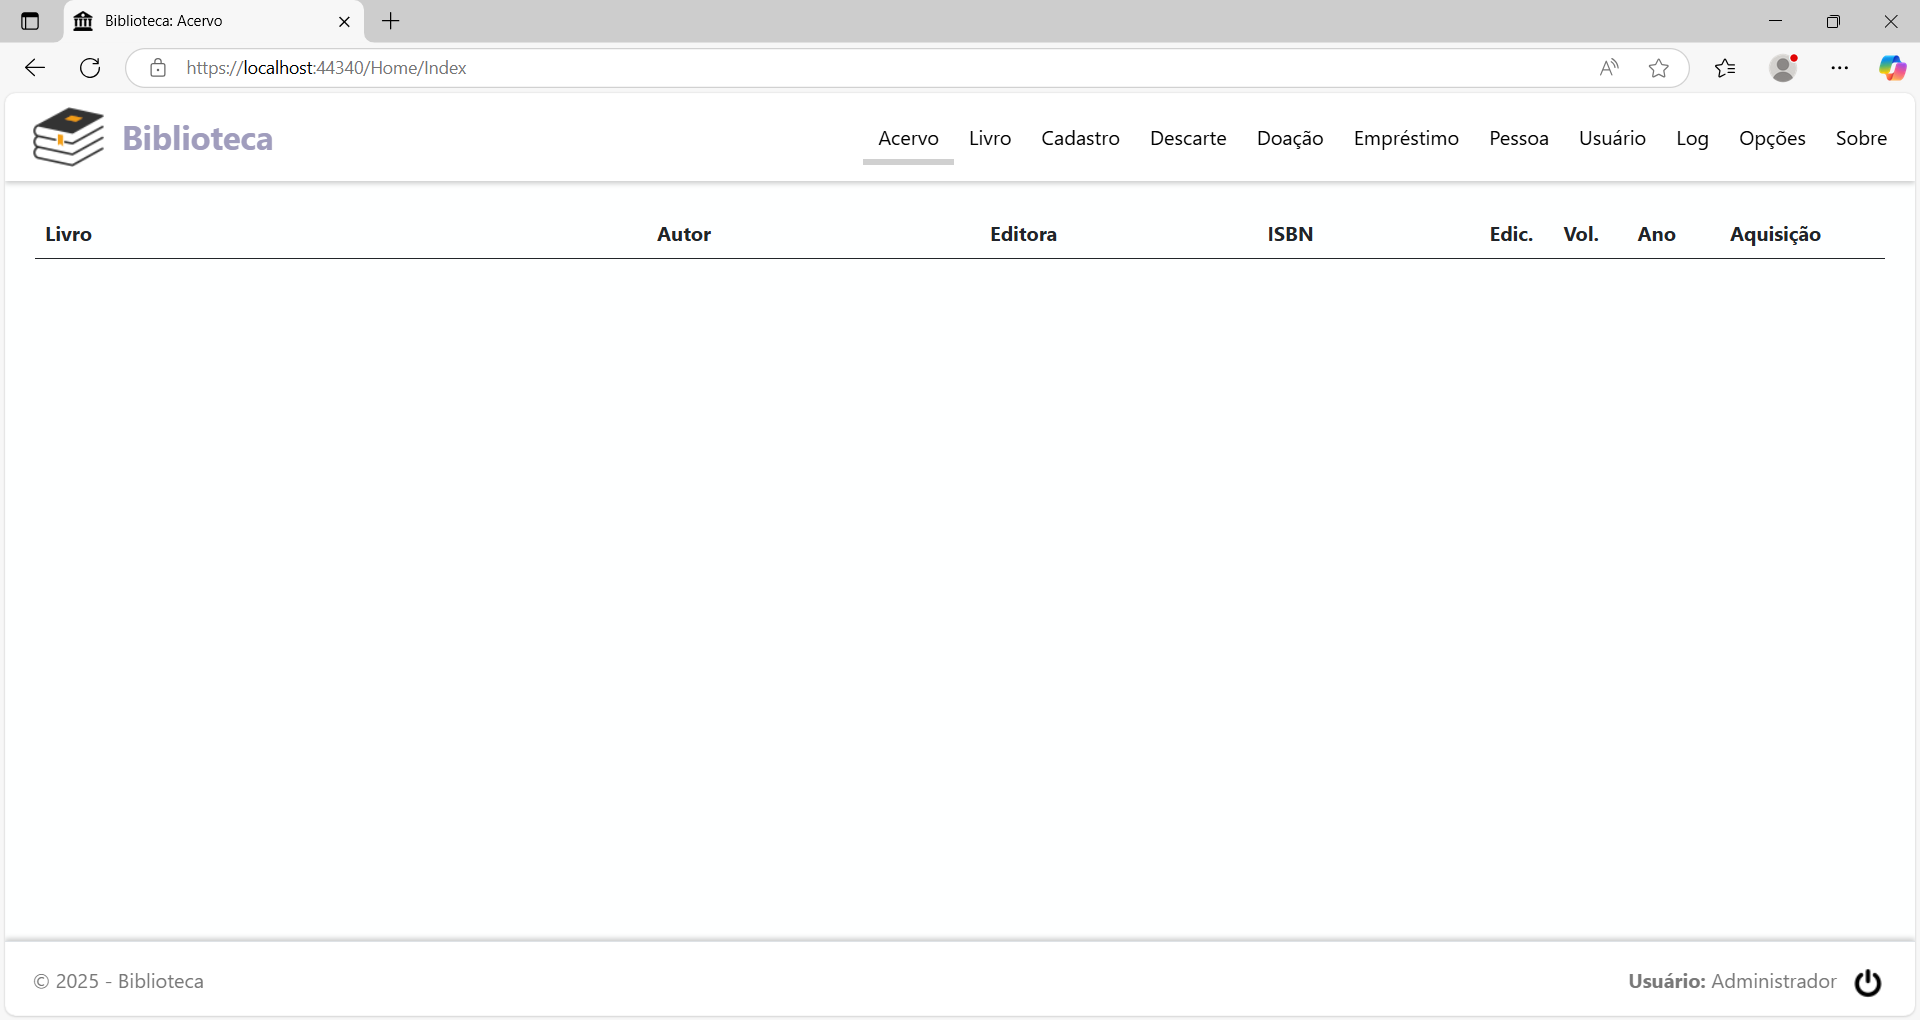 Biblioteca: Acervo
https://localhost:44340/Home/Index
Biblioteca
Acervo Livro Cadastro Descarte Doação Empréstimo Pessoa Usuário Log Opções Sobre
Livro Autor Editora ISBN Edic. Vol. Ano Aquisição
© 2025 - Biblioteca
Usuário: Administrador